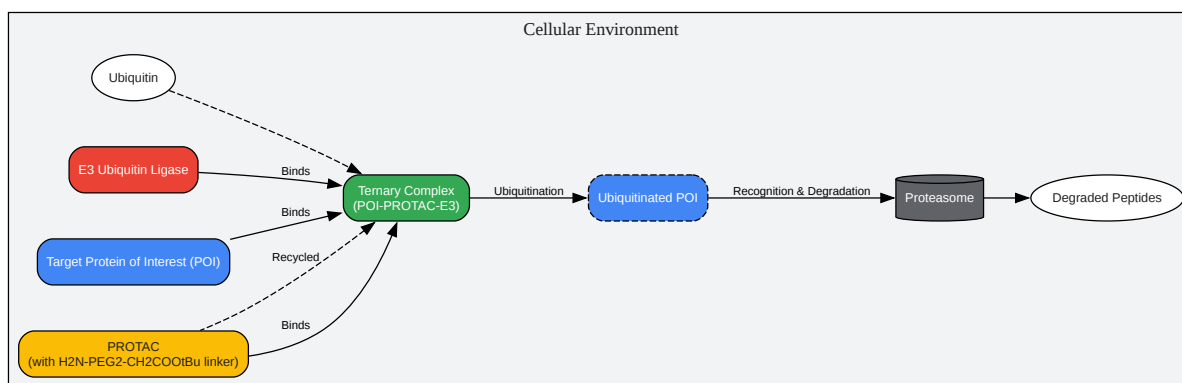 Cellular Environment
Ubiquitin
E3 Ubiquitin Ligase
Binds
Target Protein of Interest (POI)
Binds
Recycled
PROTAC
(with H2N-PEG2-CH2COOtBu linker)
Binds
Ternary Complex
(POI-PROTAC-E3)
Ubiquitination
Ubiquitinated POI
Recognition & Degradation
Proteasome
Degraded Peptides